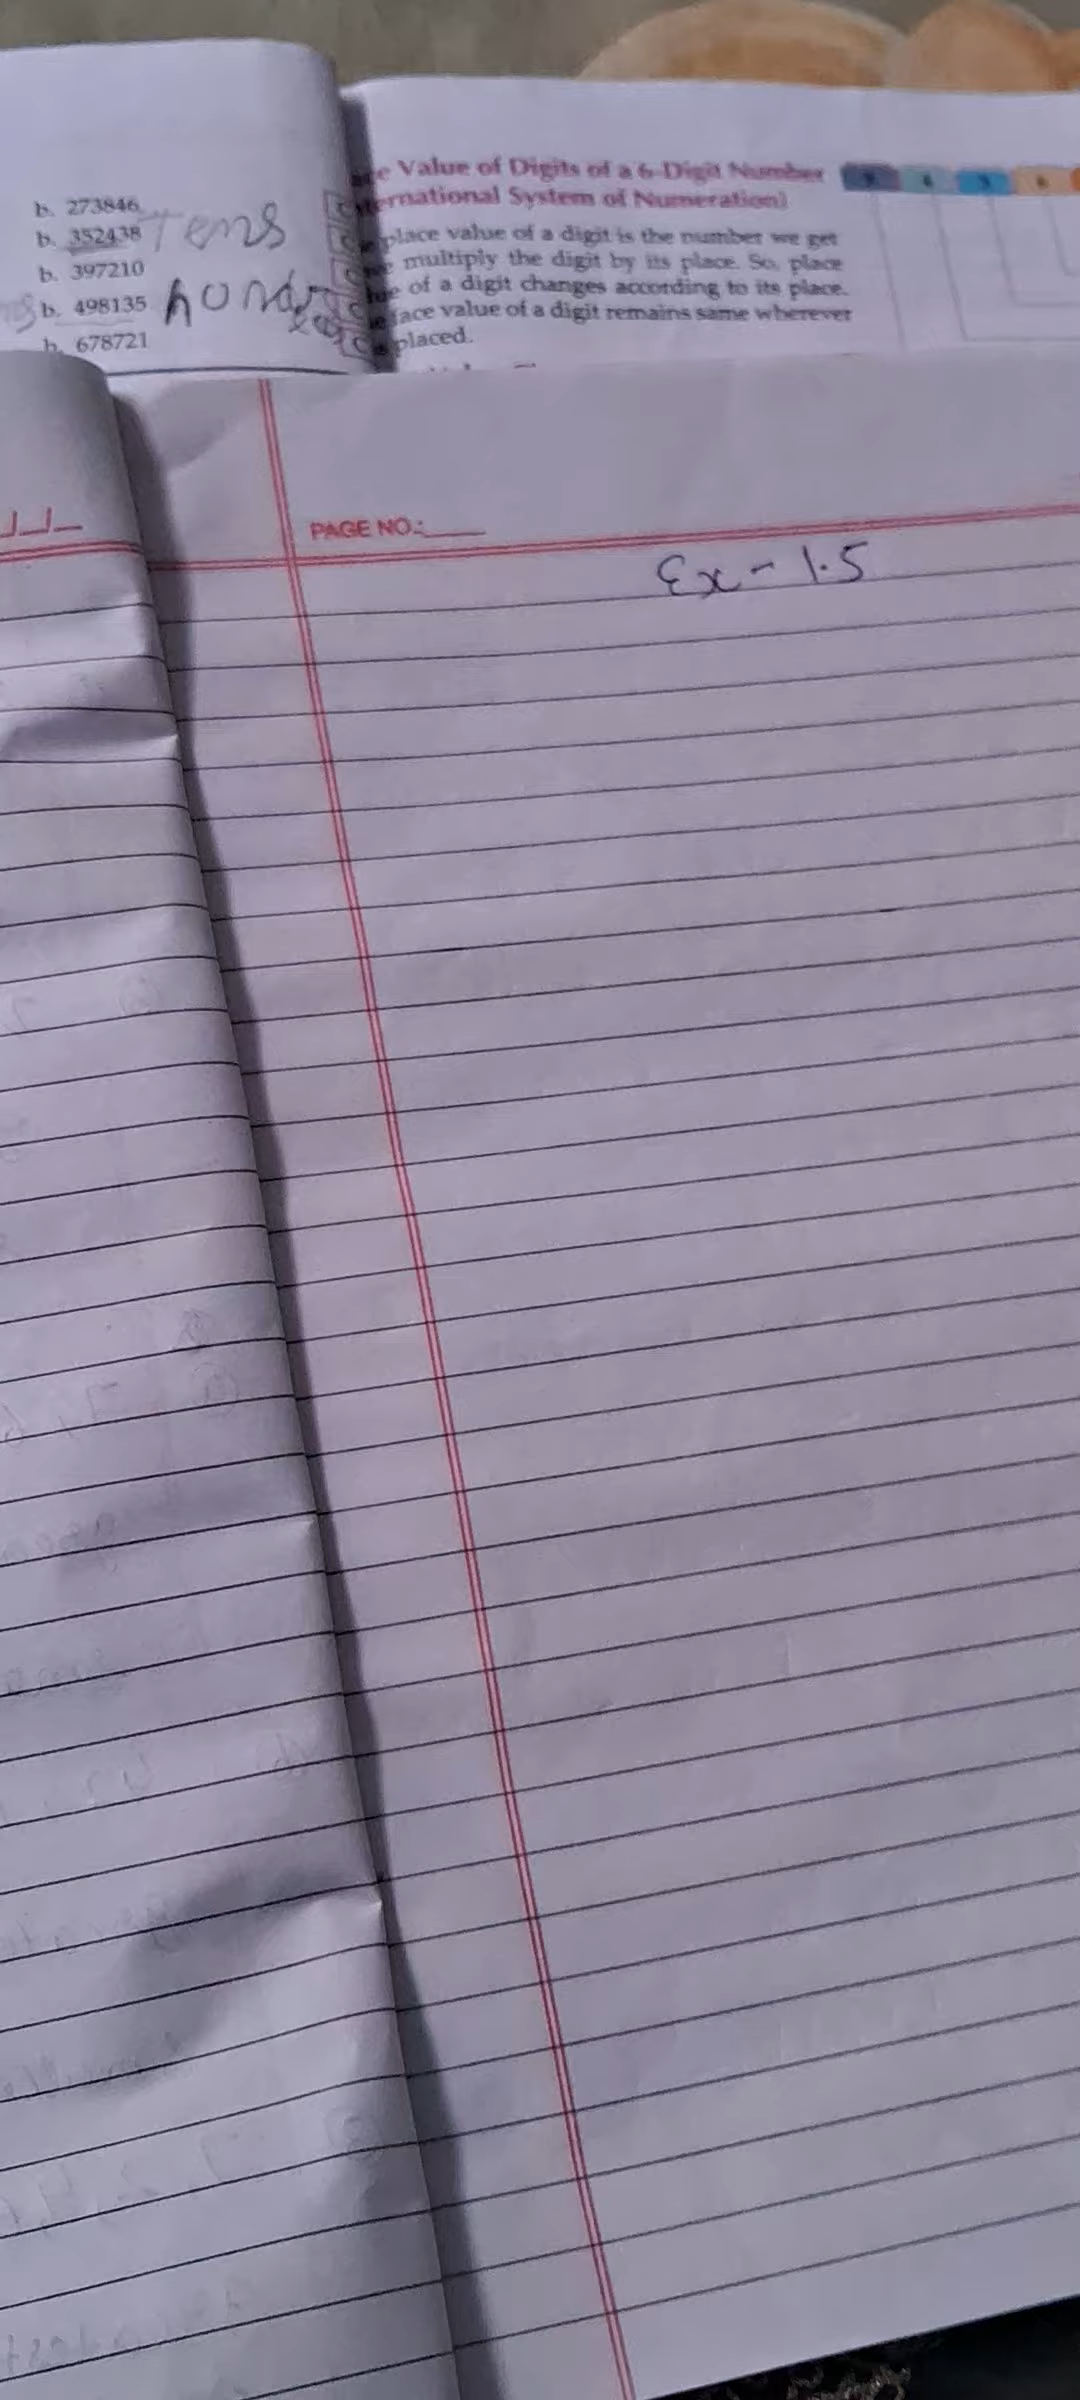 b. 273846
b. 352438 Tens
b. 397210
b. 498135
b. 678721
Value of Digits of a 6-Digit Number
International System of Numeration)
place value of a digit is the number we get
multiply the digit by its place. So, place
of a digit changes according to its place.
face value of a digit remains same wherever
placed.
PAGE NO.:
Ex - 1.5